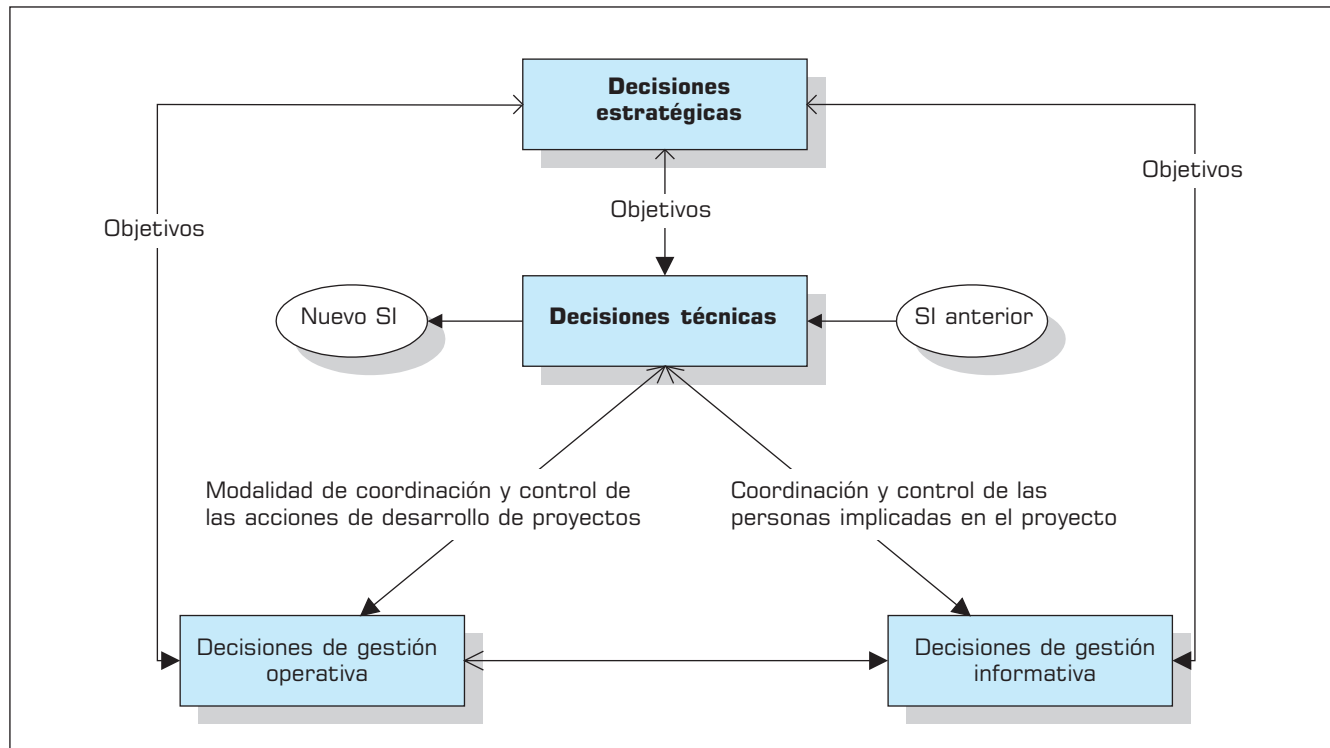 Decisiones
estratégicas
Objetivos
Objetivos
Objetivos
Nuevo SI
Decisiones técnicas
SI anterior
Modalidad de coordinación y control de
las acciones de desarrollo de proyectos
Coordinación y control de las
personas implicadas en el proyecto
Decisiones de gestión
operativa
Decisiones de gestión
informativa